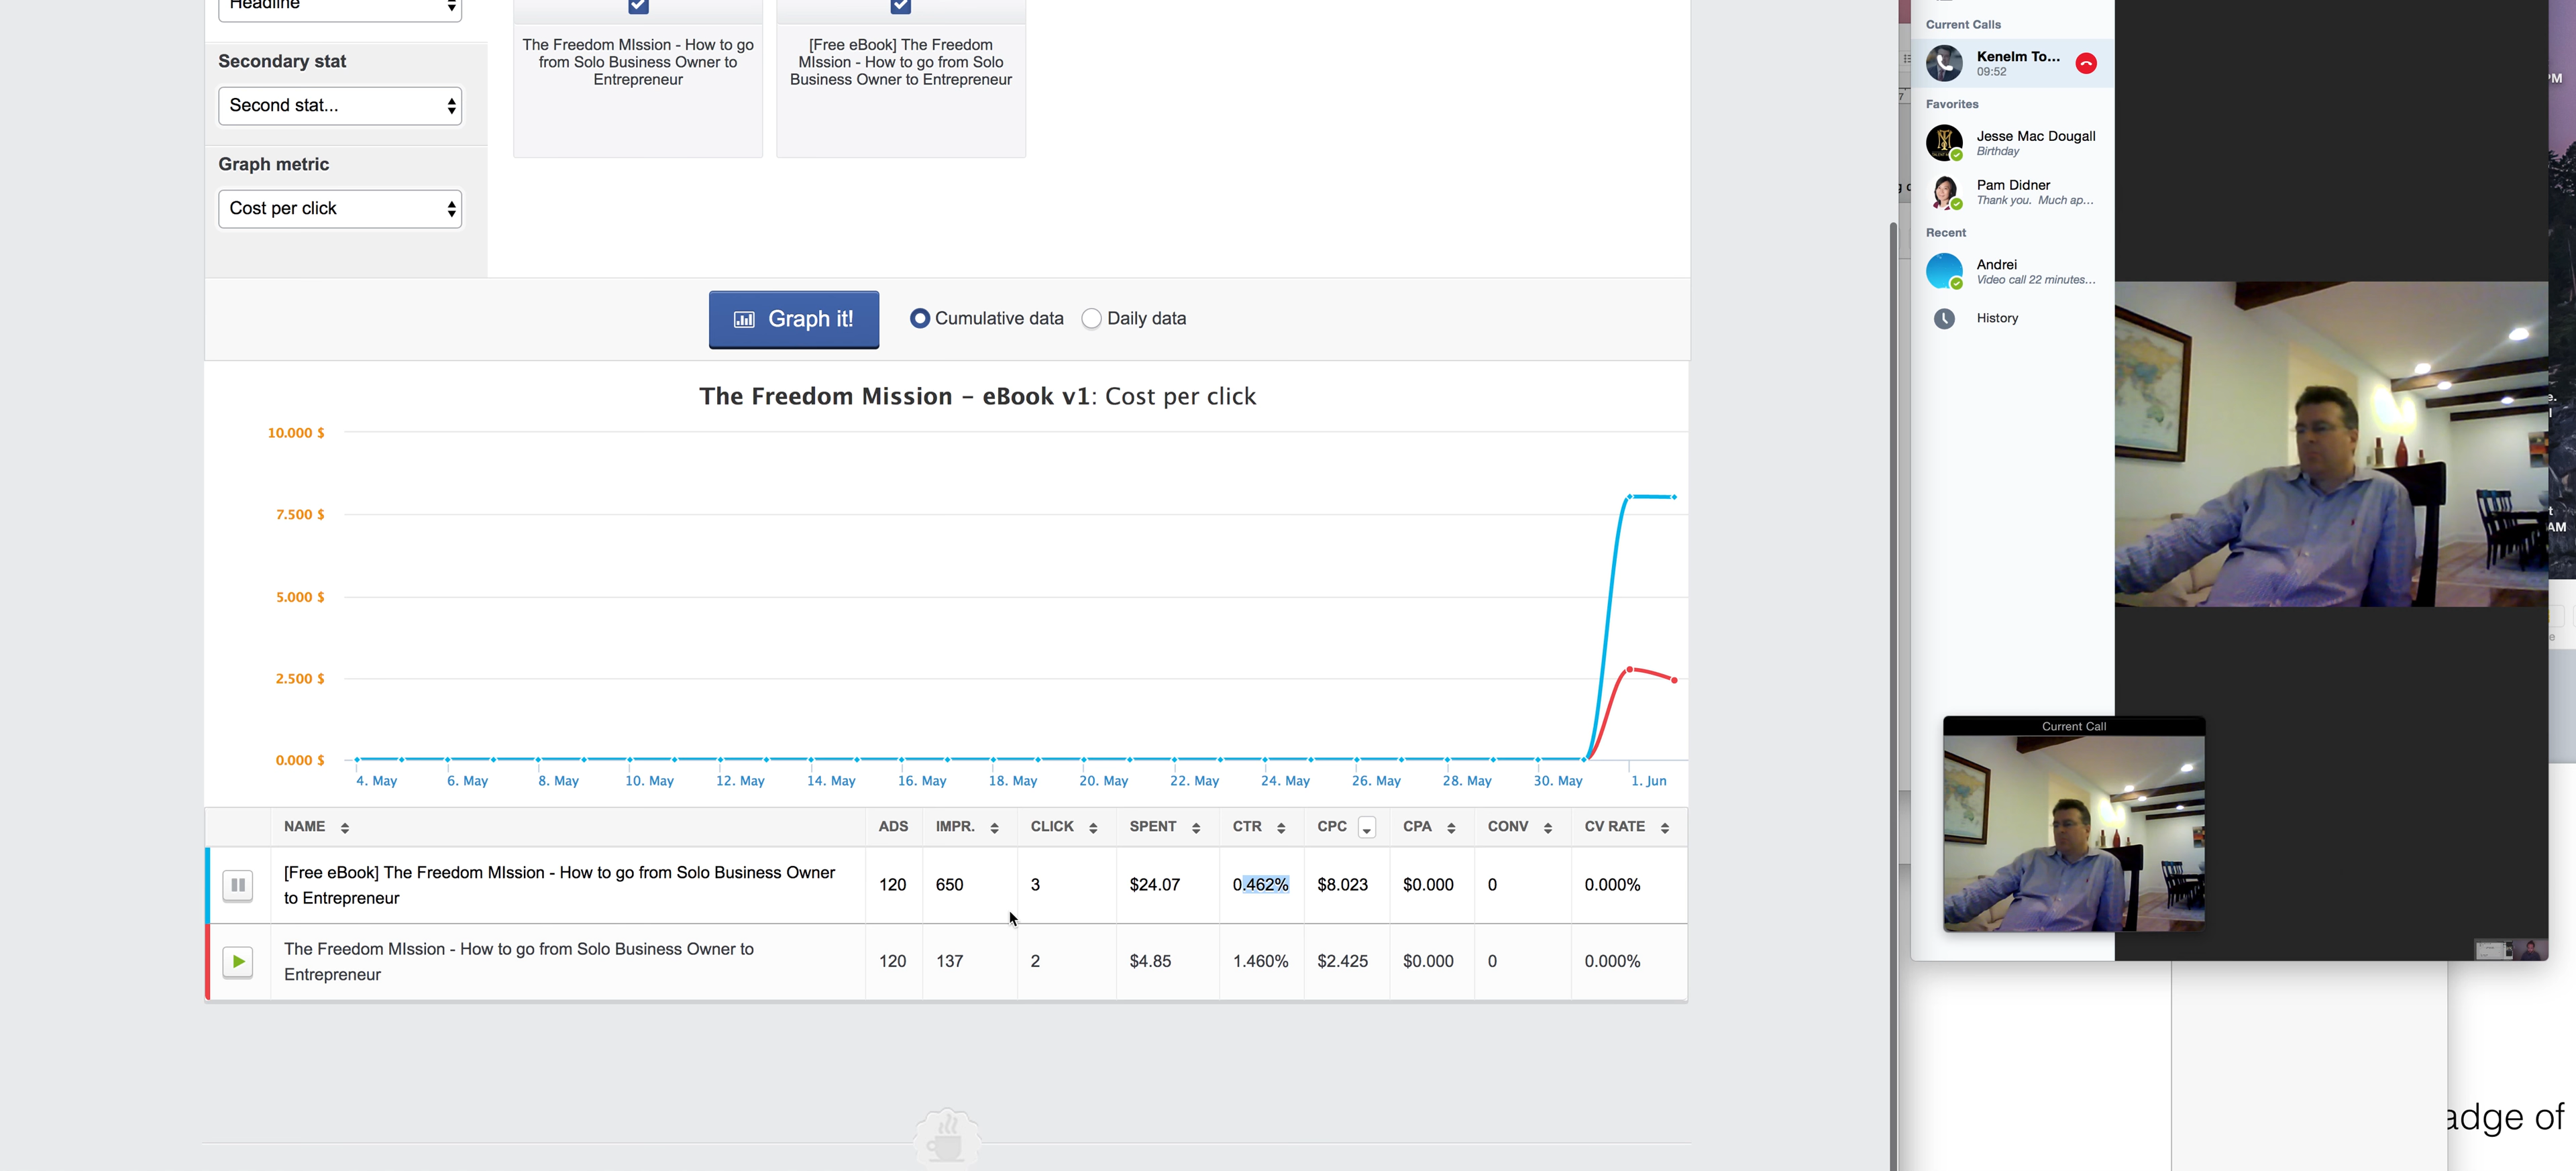 Headline
Secondary stat
Second stat...
Graph metric
Cost per click
The Freedom MIssion - How to go
from Solo Business Owner to
Entrepreneur
[Free eBook] The Freedom
MIssion - How to go from Solo
Business Owner to Entrepreneur
Graph it!
Cumulative data
Daily data
The Freedom Mission – eBook v1: Cost per click
10.000 $
7.500 $
5.000 $
2.500 $
0.000 $
4. May 6. May 8. May 10. May 12. May 14. May 16. May 18. May 20. May 22. May 24. May 26. May 28. May 30. May 1. Jun
NAME ADS IMPR. CLICK SPENT CTR CPC CPA CONV CV RATE
[Free eBook] The Freedom MIssion - How to go from Solo Business Owner
to Entrepreneur
120 650 3 $24.07 0.462% $8.023 $0.000 0 0.000%
The Freedom MIssion - How to go from Solo Business Owner to
Entrepreneur
120 137 2 $4.85 1.460% $2.425 $0.000 0 0.000%
Current Calls
Kenelm To...
09:52
Favorites
Jesse Mac Dougall
Birthday
Pam Didner
Thank you. Much ap...
Recent
Andrei
Video call 22 minutes...
History
Current Call
PM
AM
adge of